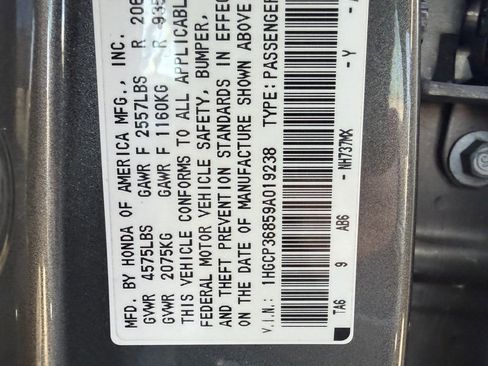 MFD. BY HONDA OF AMERICA MFG., INC.
GVWR 4575LBS GAWR F 2557LBS R 206
GVWR 2075KG GAWR F 1160KG R 935
THIS VEHICLE CONFORMS TO ALL APPLICABLE
FEDERAL MOTOR VEHICLE SAFETY, BUMPER,
AND THEFT PREVENTION STANDARDS IN EFFECT
DATE OF MANUFACTURE SHOWN ABOVE
V.I.N.: 1HGCP36859A019238 TYPE: PASSENGER
TA6 9 AB6 NH737MX -Y